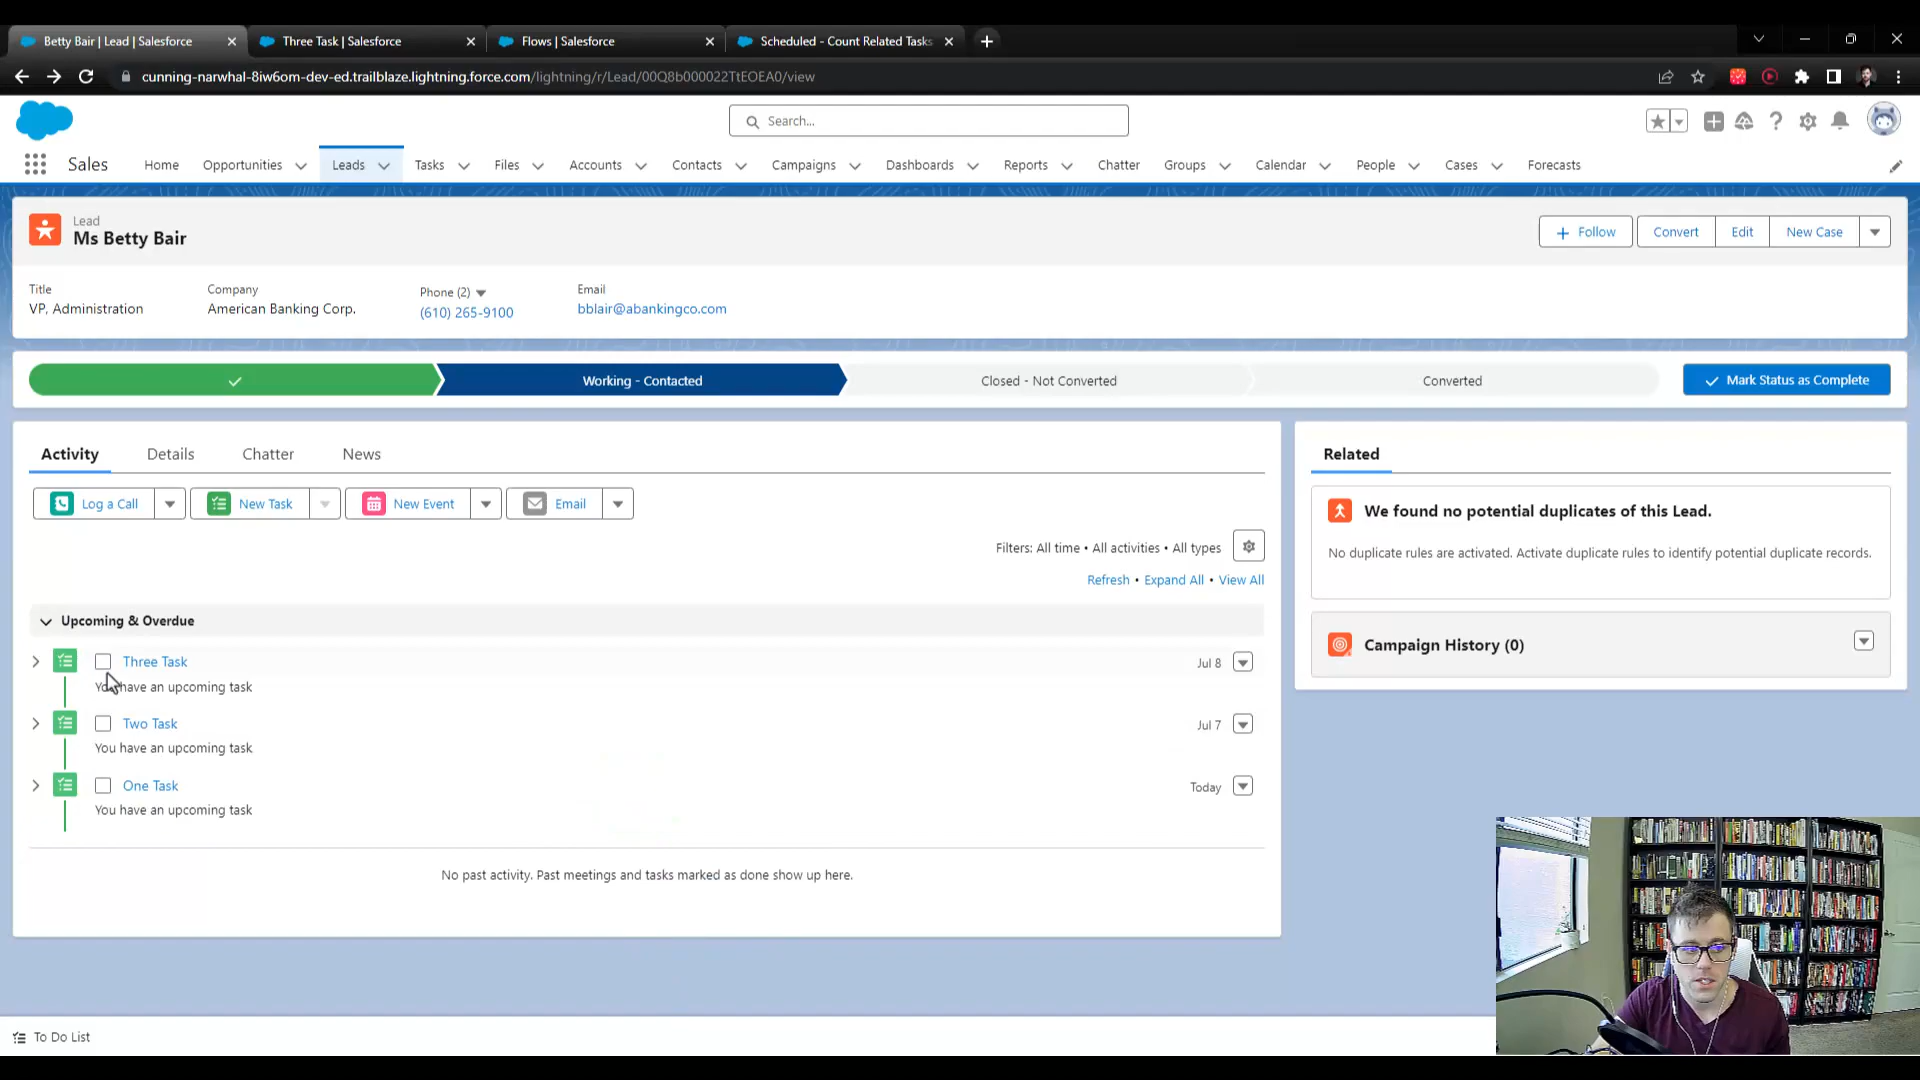 Betty Bair | Lead | Salesforce
Three Task | Salesforce
Flows | Salesforce
Scheduled - Count Related Tasks
cunning-narwhal-8iw6om-dev-ed.trailblaze.lightning.force.com/lightning/r/Lead/00Q8b000022TtEOEA0/view
Search...
Sales
Home
Opportunities
Leads
Tasks
Files
Accounts
Contacts
Campaigns
Dashboards
Reports
Chatter
Groups
Calendar
People
Cases
Forecasts
Lead
Ms Betty Bair
+ Follow
Convert
Edit
New Case
Title
VP, Administration
Company
American Banking Corp.
Phone (2)
(610) 265-9100
Email
bblair@abankingco.com
Working - Contacted
Closed - Not Converted
Converted
Mark Status as Complete
Activity
Details
Chatter
News
Log a Call
New Task
New Event
Email
Filters: All time • All activities • All types
Refresh • Expand All • View All
Upcoming & Overdue
Three Task
Jul 8
You have an upcoming task
Two Task
Jul 7
You have an upcoming task
One Task
Today
You have an upcoming task
No past activity. Past meetings and tasks marked as done show up here.
Related
We found no potential duplicates of this Lead.
No duplicate rules are activated. Activate duplicate rules to identify potential duplicate records.
Campaign History (0)
To Do List